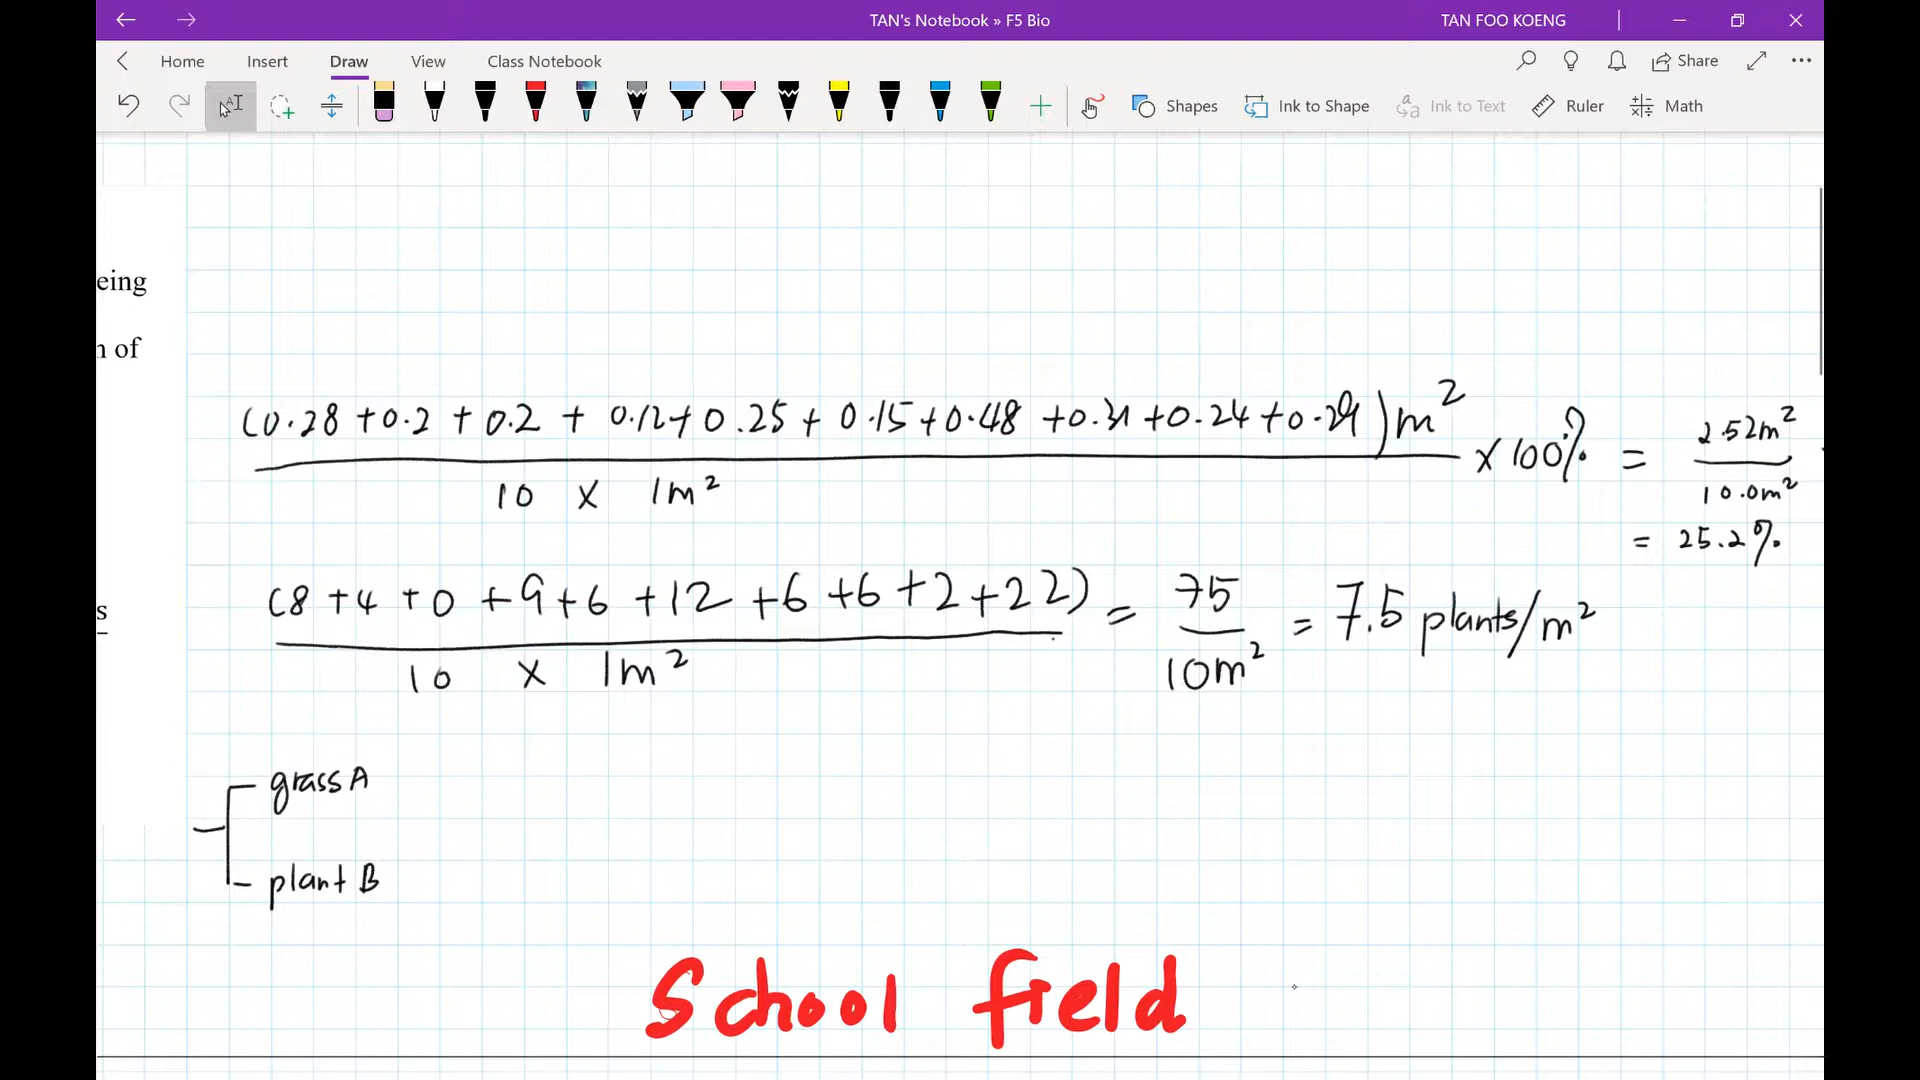 TAN's Notebook » F5 Bio
TAN FOO KOENG
Home Insert Draw View Class Notebook
Share
Shapes Ink to Shape Ink to Text Ruler Math
eing
n of
s
(0.28 + 0.2 + 0.2 + 0.12 + 0.25 + 0.15 + 0.48 + 0.31 + 0.24 + 0.29)m²
10 x 1m²
x 100% = 2.52m²
10.0m²
= 25.2%
(8 + 4 + 0 + 9 + 6 + 12 + 6 + 6 + 2 + 22) = 75 = 7.5 plants/m²
10 x 1m² 10m²
grass A
plant B
School field